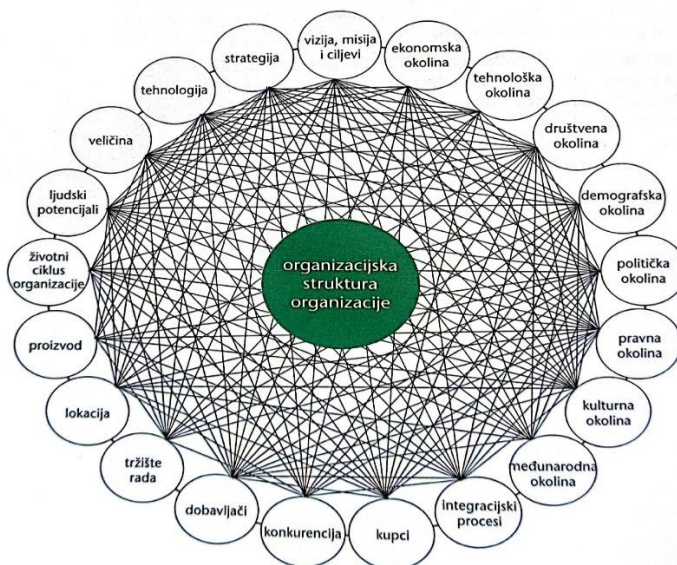 vizija, misija
i ciljevi
ekonomska
okolina
tehnološka
okolina
društvena
okolina
demografska
okolina
politička
okolina
pravna
okolina
kulturna
okolina
međunarodna
okolina
integracijski
procesi
kupci
konkurencija
dobavljači
tržište
rada
lokacija
proizvod
životni
ciklus
organizacije
ljudski
potencijali
veličina
tehnologija
strategija
organizacijska
struktura
organizacije